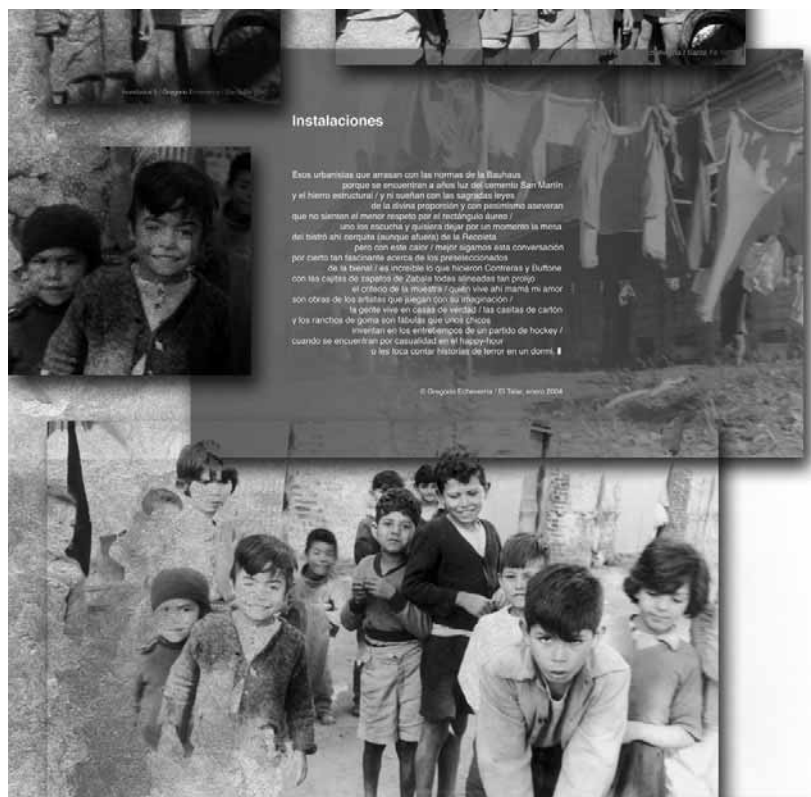 Instalaciones
Esos urbanistas que arrasan con las normas de la Bauhaus
porque se encuentran a años luz del cemento San Martín
y el hierro estructural / y ni sueñan con las sagradas leyes
de la divina proporción y con pesimismo aseveran
que no sienten el menor respeto por el rectángulo áureo /
uno los escucha y quisiera dejar por un momento la mesa
del bistró ahí cerquita (aunque afuera) de la Recoleta
pero con este calor / mejor sigamos esta conversación
por cierto tan fascinante acerca de los preseleccionados
de la bienal / es increíble lo que hicieron Contreras y Buffone
con las cajitas de zapatos de Zabala todas alineadas tan prolijo
el criterio de la muestra / quién vive ahí mamá mi amor
son obras de los artistas que juegan con su imaginación /
la gente vive en casas de verdad / las casitas de cartón
y los ranchos de goma son fábulas que unos chicos
inventan en los entretiempos de un partido de hockey /
cuando se encuentran por casualidad en el happy-hour
o les toca contar historias de terror en un dormi.
© Gregorio Echeverría / El Talar, enero 2004